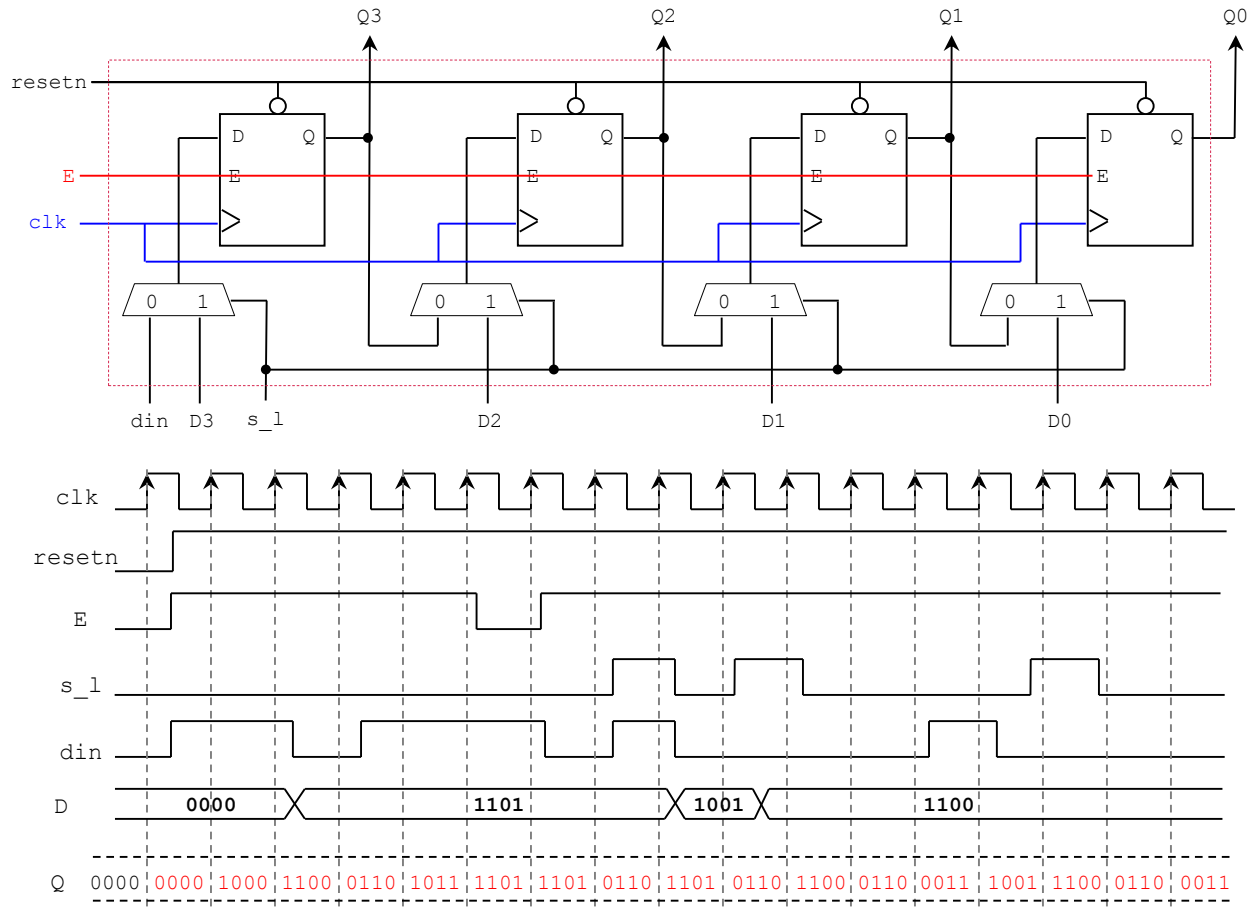 Q3 Q2 Q1 Q0
resetn
D Q D Q D Q D Q
E E E E E
clk
0 1 0 1 0 1 0 1
din D3 s_l D2 D1 D0
clk
resetn
E
s_l
din
D 0000 1101 1001 1100
Q 0000 0000 1000 1100 0110 1011 1101 1101 0110 1101 0110 1100 0110 0011 1001 1100 0110 0011